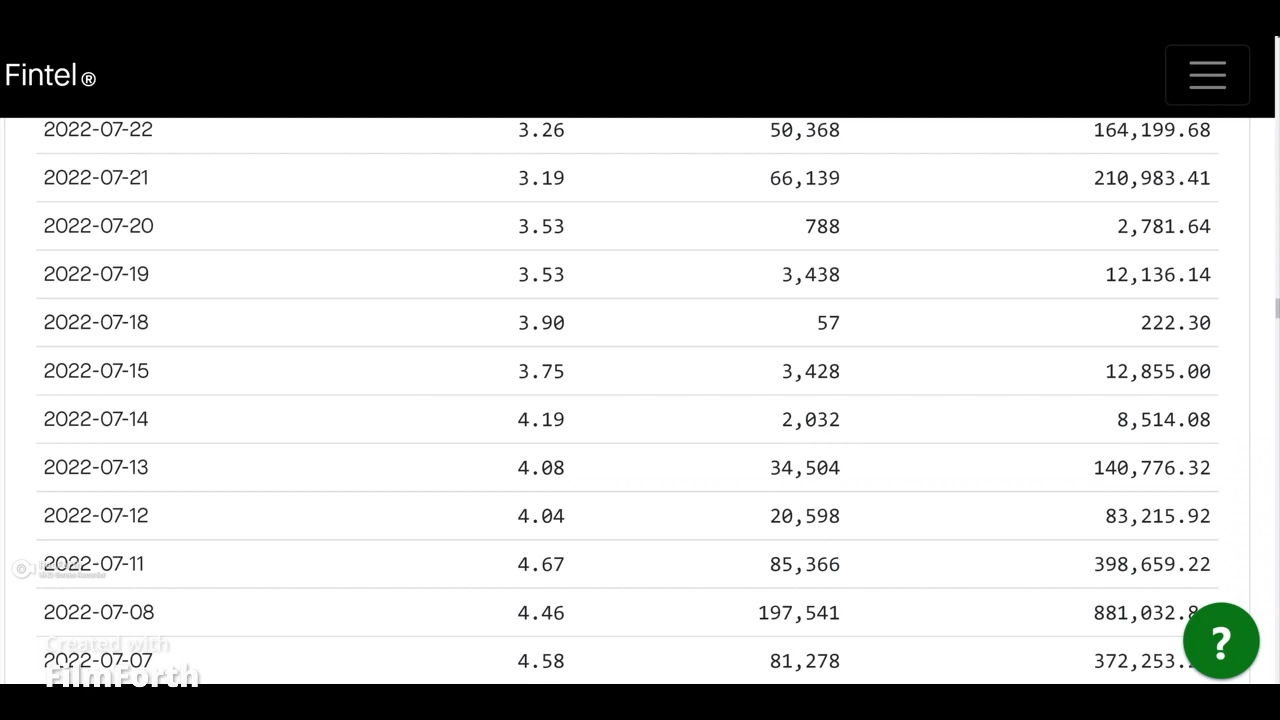 Fintel®
2022-07-22 3.26 50,368 164,199.68
2022-07-21 3.19 66,139 210,983.41
2022-07-20 3.53 788 2,781.64
2022-07-19 3.53 3,438 12,136.14
2022-07-18 3.90 57 222.30
2022-07-15 3.75 3,428 12,855.00
2022-07-14 4.19 2,032 8,514.08
2022-07-13 4.08 34,504 140,776.32
2022-07-12 4.04 20,598 83,215.92
2022-07-11 4.67 85,366 398,659.22
2022-07-08 4.46 197,541 881,032.8
?
Created with
2022-07-07 4.58 81,278 372,253.
FilmForth